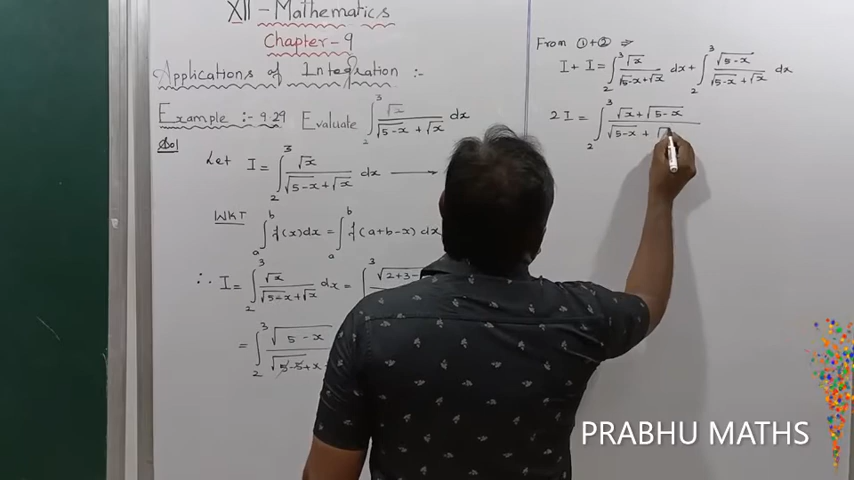 XII - Mathematics
Chapter - 9
Applications of Integration :-
Example :- 9.29 Evaluate ∫₂³ √x / (√5-x + √x) dx
Sol
Let I = ∫₂³ √x / (√5-x + √x) dx
WKT
∫ₐᵇ f(x)dx = ∫ₐᵇ f(a+b-x) dx
∴ I = ∫₂³ √x / (√5-x + √x) dx = ∫³ √2+3-
= ∫₂³ √5-x / √5-5+x
From ①+② ⇒
I + I = ∫₂³ √x / (√5-x + √x) dx + ∫₂³ √5-x / (√5-x + √x) dx
2I = ∫₂³ (√x + √5-x) / (√5-x + √
PRABHU MATHS